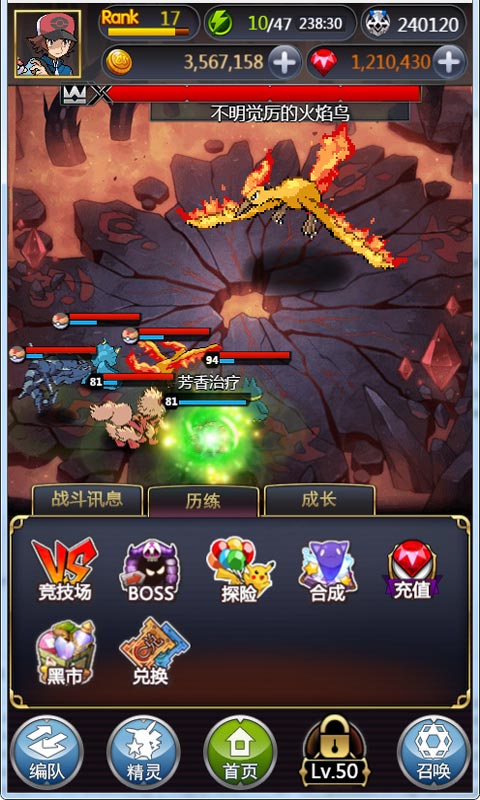 Rank 17
10/47 238:30
240120
3,567,158
1,210,430
不明觉厉的火焰鸟
94
81
芳香治疗
81
战斗讯息 历练 成长
VS
竞技场 BOSS 探险 合成 充值
黑市 兑换
编队 精灵 首页 Lv.50 召唤